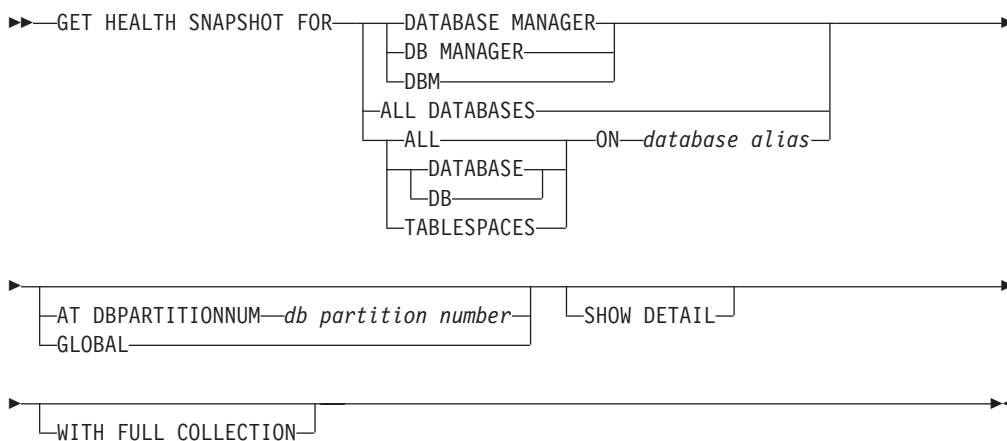 GET HEALTH SNAPSHOT FOR DATABASE MANAGER
DB MANAGER
DBM
ALL DATABASES
ALL ON database alias
DATABASE
DB
TABLESPACES
AT DBPARTITIONNUM db partition number SHOW DETAIL
GLOBAL
WITH FULL COLLECTION